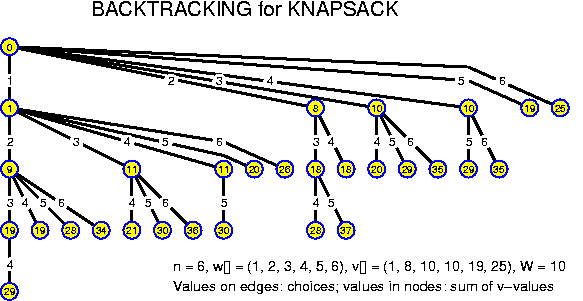 BACKTRACKING for KNAPSACK
0
1 2 3 4 5 6
1 8 10 10 19 25
2 3 4 5 6 3 4 4 5 6 5 6
9 11 11 20 26 18 18 20 29 35 29 35
3 4 5 6 4 5 6 5 4 5
19 19 28 34 21 30 36 30 28 37
4
29
n = 6, w[] = (1, 2, 3, 4, 5, 6), v[] = (1, 8, 10, 10, 19, 25), W = 10
Values on edges: choices; values in nodes: sum of v−values